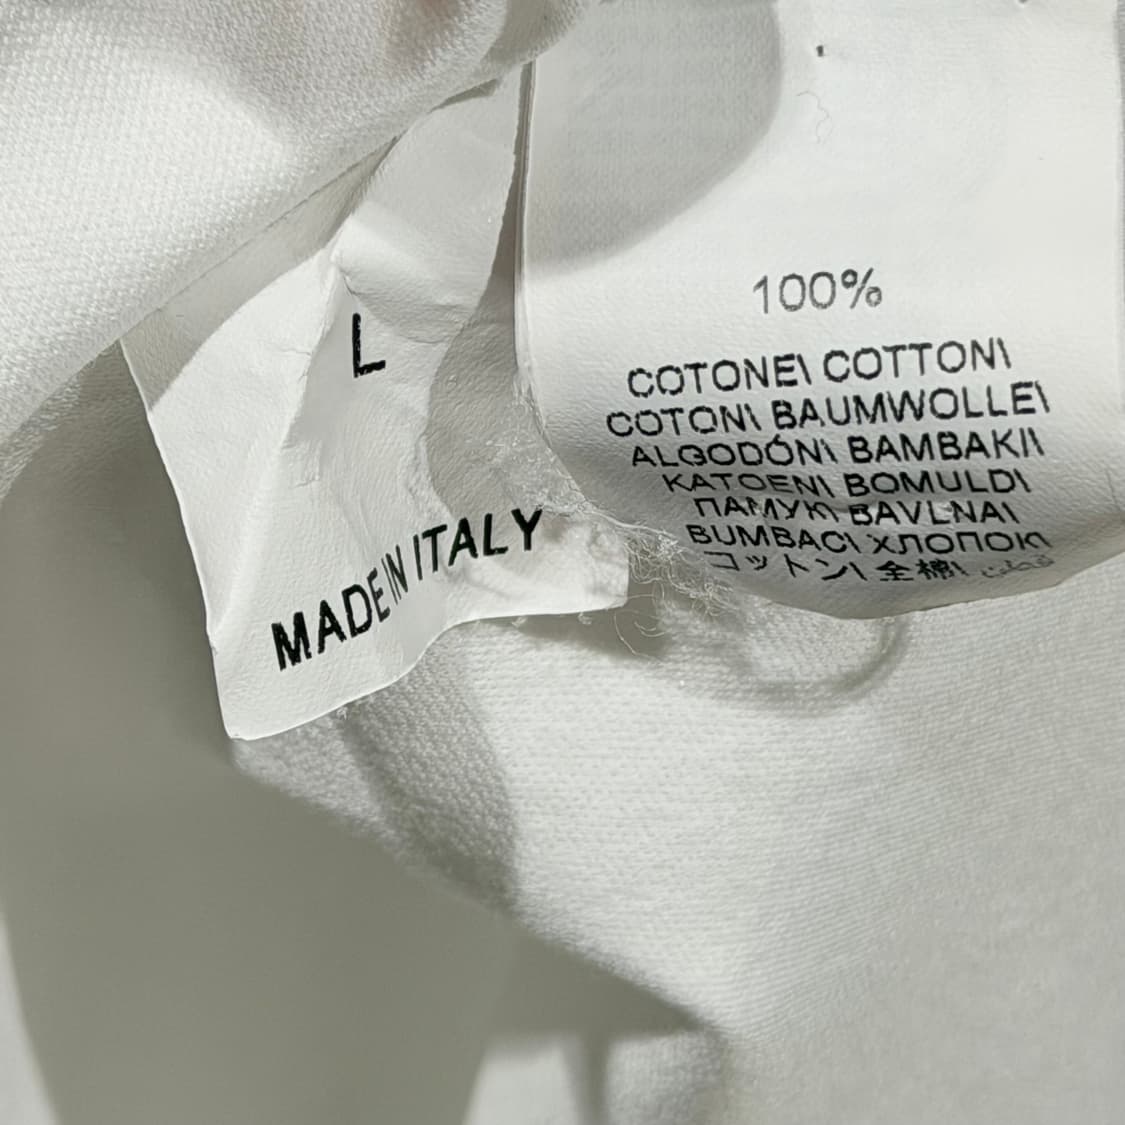 L
MADE IN ITALY
100%
COTONE\ COTTON\
COTON\ BAUMWOLLE\
ALGODÓN\ BAMBAKI\
KATOEN\ BOMULD\
ПАМУК\ BAVLNA\
BUMBAC\ ХЛОПОК\
コットン\ 全棉\ قطن